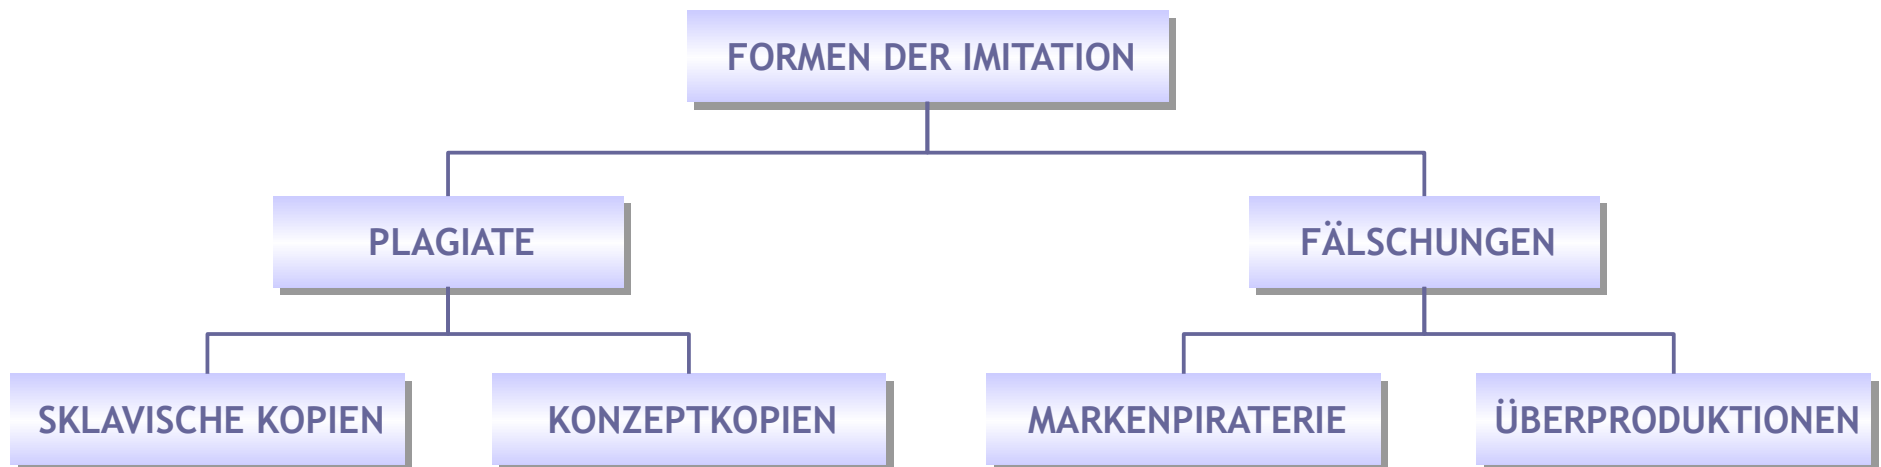 FORMEN DER IMITATION
PLAGIATE
FÄLSCHUNGEN
SKLAVISCHE KOPIEN
KONZEPTKOPIEN
MARKENPIRATERIE
ÜBERPRODUKTIONEN